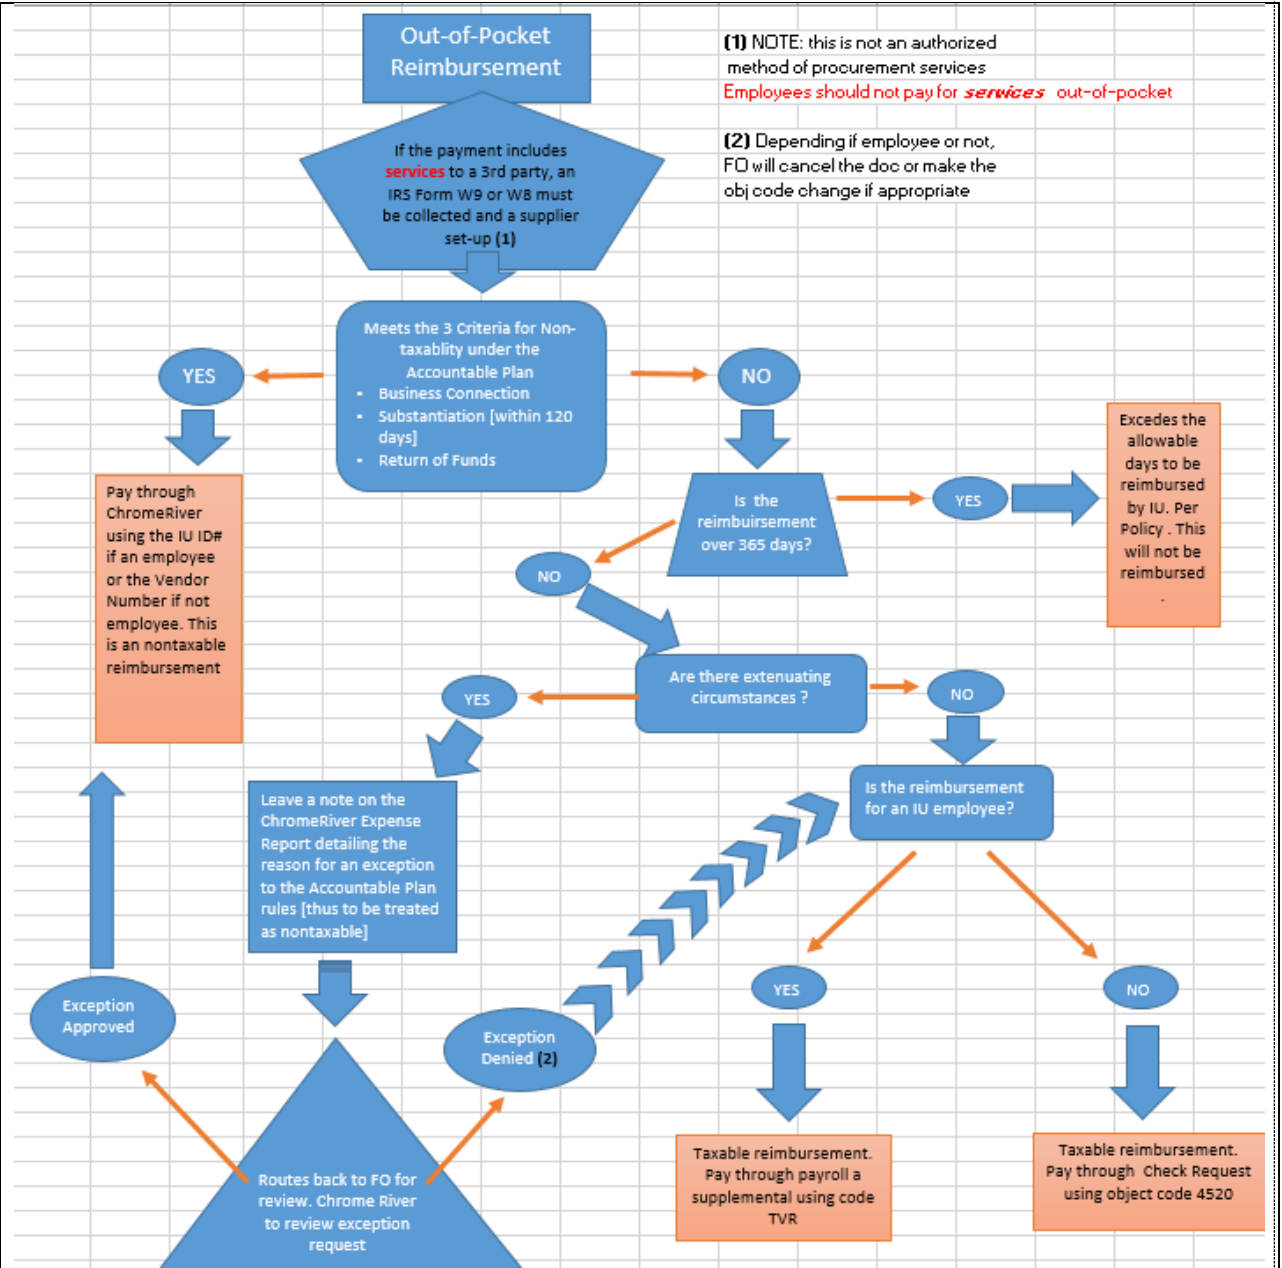 Out-of-Pocket
Reimbursement
(1) NOTE: this is not an authorized
method of procurement services
Employees should not pay for services out-of-pocket
(2) Depending if employee or not,
FO will cancel the doc or make the
obj code change if appropriate
If the payment includes
services to a 3rd party, an
IRS Form W9 or W8 must
be collected and a supplier
set-up (1)
Meets the 3 Criteria for Non-
taxablity under the
Accountable Plan
▪ Business Connection
▪ Substantiation [within 120
days]
▪ Return of Funds
YES
NO
Pay through
ChromeRiver
using the IU ID#
if an employee
or the Vendor
Number if not
employee. This
is an nontaxable
reimbursement
Is the
reimbuirsement
over 365 days?
YES
Excedes the
allowable
days to be
reimbursed
by IU. Per
Policy . This
will not be
reimbursed
.
NO
Are there extenuating
circumstances ?
YES
NO
Leave a note on the
ChromeRiver Expense
Report detailing the
reason for an exception
to the Accountable Plan
rules [thus to be treated
as nontaxable]
Is the reimbursement
for an IU employee?
Exception
Approved
Exception
Denied (2)
YES
NO
Routes back to FO for
review. Chrome River
to review exception
request
Taxable reimbursement.
Pay through payroll a
supplemental using code
TVR
Taxable reimbursement.
Pay through Check Request
using object code 4520